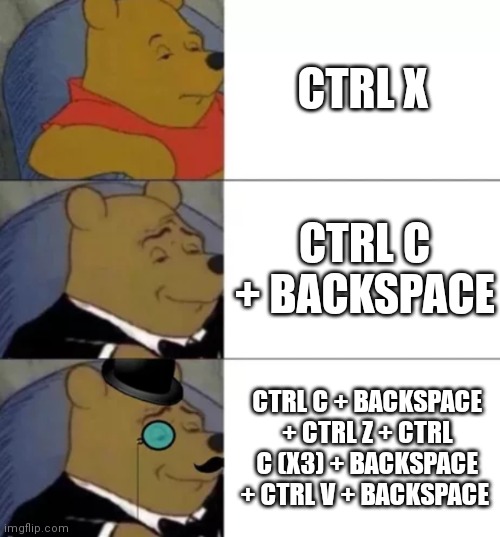 CTRL X
CTRL C
+ BACKSPACE
CTRL C + BACKSPACE
+ CTRL Z + CTRL
C (X3) + BACKSPACE
+ CTRL V + BACKSPACE
imgflip.com